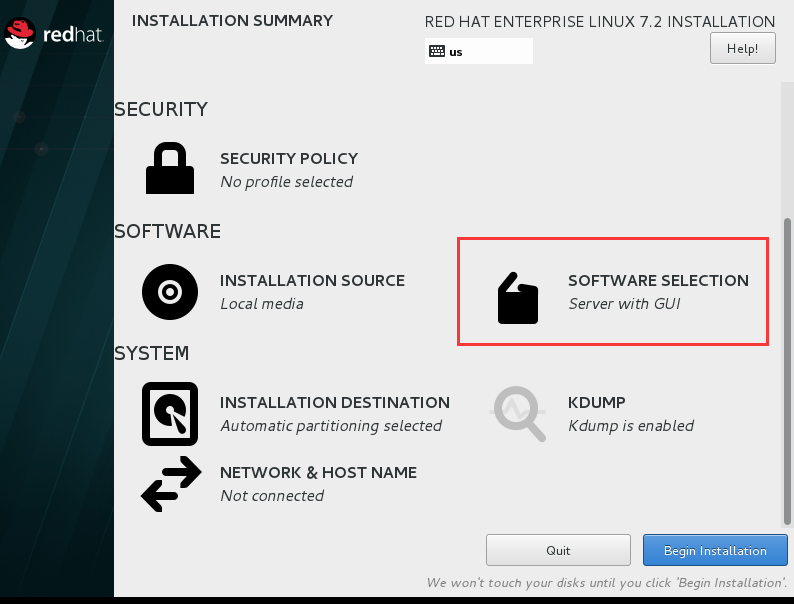 redhat
INSTALLATION SUMMARY
RED HAT ENTERPRISE LINUX 7.2 INSTALLATION
us
Help!
SECURITY
SECURITY POLICY
No profile selected
SOFTWARE
INSTALLATION SOURCE
Local media
SOFTWARE SELECTION
Server with GUI
SYSTEM
INSTALLATION DESTINATION
Automatic partitioning selected
KDUMP
Kdump is enabled
NETWORK & HOST NAME
Not connected
Quit
Begin Installation
We won't touch your disks until you click 'Begin Installation'.